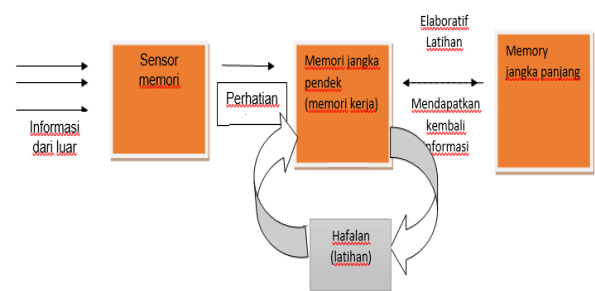 Informasi
dari luar
Sensor
memori
Perhatian
Memori jangka
pendek
(memori kerja)
Elaboratif
Latihan
Mendapatkan
kembali
nformasi
Memory
jangka panjang
Hafalan
(latihan)